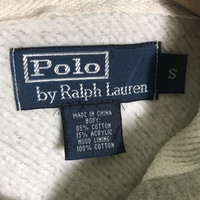 Polo
by Ralph Lauren
S
MADE IN CHINA
BODY:
85% COTTON
15% ACRYLIC
HOOD LINING:
100% COTTON